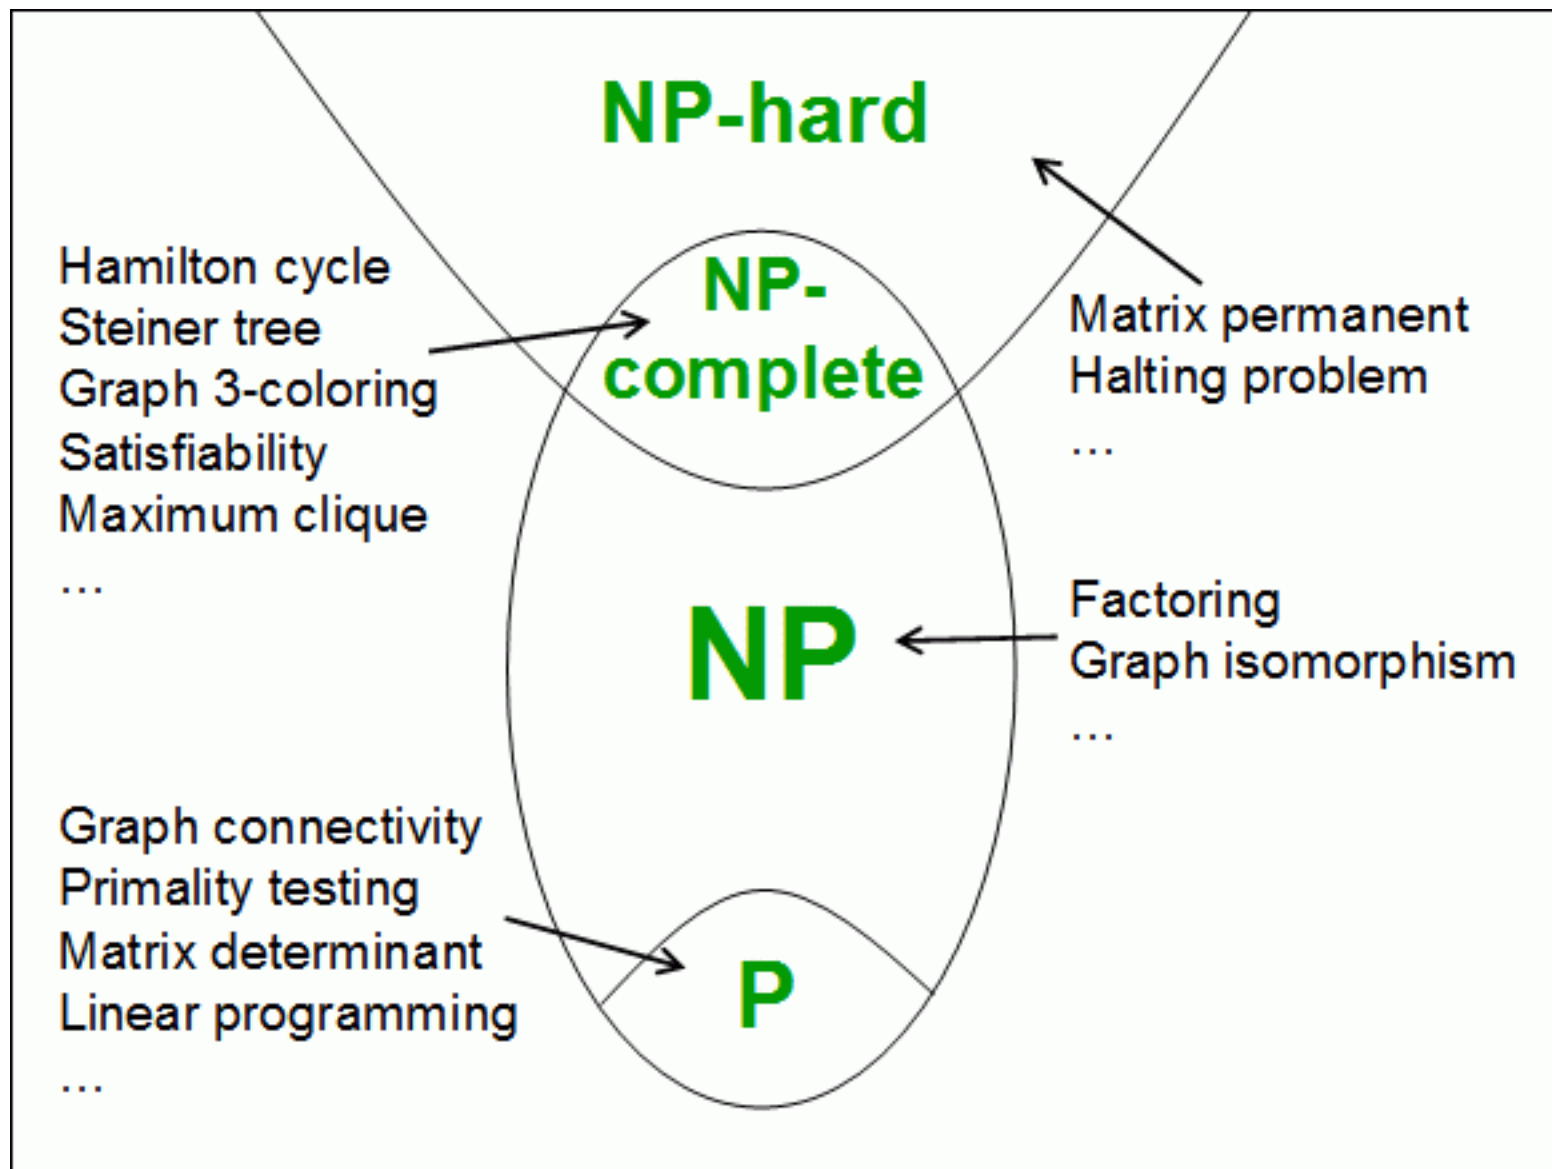 NP-hard
Hamilton cycle
Steiner tree
Graph 3-coloring
Satisfiability
Maximum clique
…
NP-
complete
Matrix permanent
Halting problem
…
NP
Factoring
Graph isomorphism
…
Graph connectivity
Primality testing
Matrix determinant
Linear programming
…
P